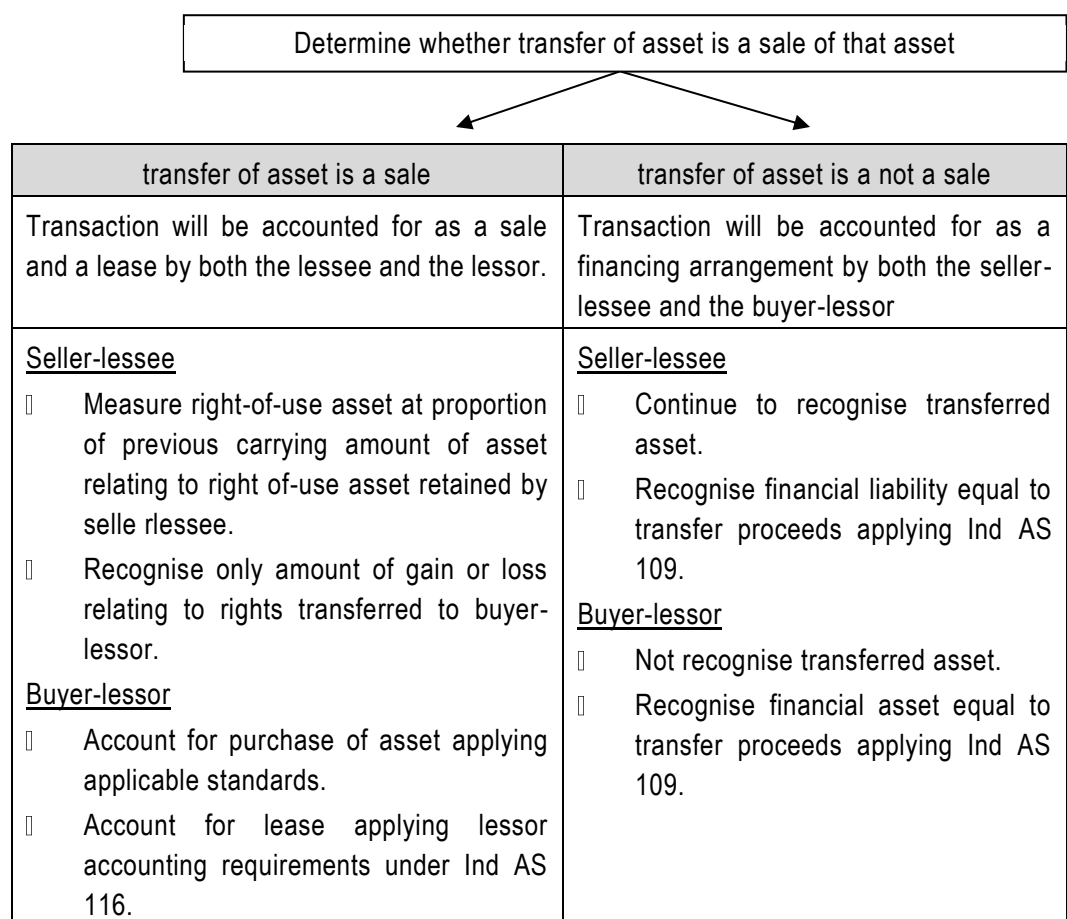 Determine whether transfer of asset is a sale of that asset
transfer of asset is a sale
Transaction will be accounted for as a sale
and a lease by both the lessee and the lessor.
Seller-lessee
Measure right-of-use asset at proportion
of previous carrying amount of asset
relating to right of-use asset retained by
selle rlessee.
Recognise only amount of gain or loss
relating to rights transferred to buyer-
lessor.
Buyer-lessor
Account for purchase of asset applying
applicable standards.
Account for lease applying lessor
accounting requirements under Ind AS
116.
transfer of asset is a not a sale
Transaction will be accounted for as a
financing arrangement by both the seller-
lessee and the buyer-lessor
Seller-lessee
Continue to recognise transferred
asset.
Recognise financial liability equal to
transfer proceeds applying Ind AS
109.
Buyer-lessor
Not recognise transferred asset.
Recognise financial asset equal to
transfer proceeds applying Ind AS
109.